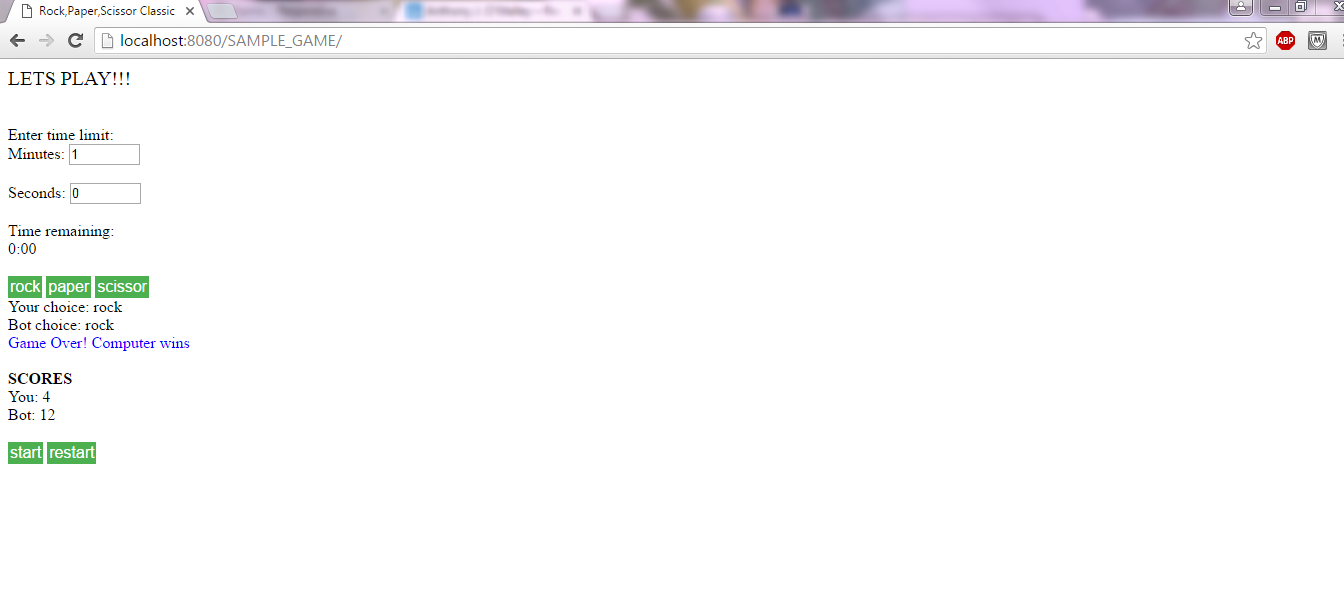 Rock,Paper,Scissor Classic
localhost:8080/SAMPLE_GAME/
ABP
LETS PLAY!!!
Enter time limit:
Minutes: 1
Seconds: 0
Time remaining:
0:00
rock paper scissor
Your choice: rock
Bot choice: rock
Game Over! Computer wins
SCORES
You: 4
Bot: 12
start restart